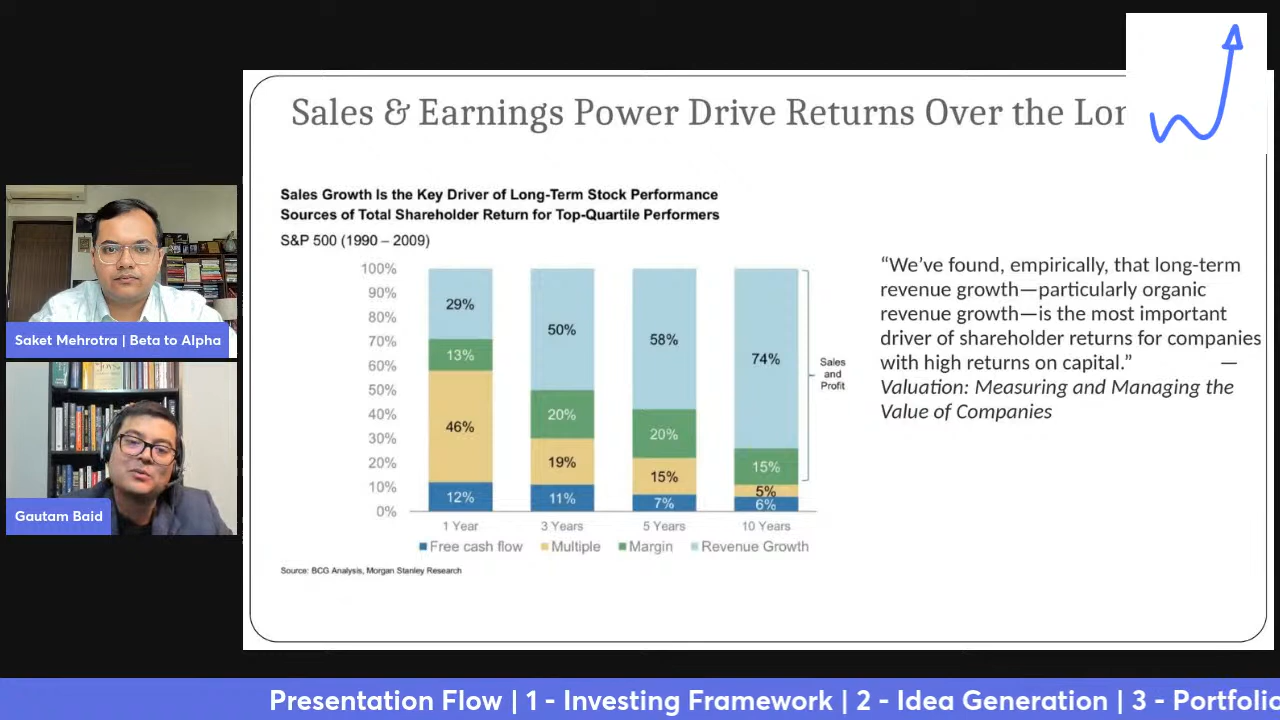 Sales & Earnings Power Drive Returns Over the Lon
Sales Growth Is the Key Driver of Long-Term Stock Performance
Sources of Total Shareholder Return for Top-Quartile Performers
S&P 500 (1990 – 2009)
100%
90%
80%
70%
60%
50%
40%
30%
20%
10%
0%
29%
13%
46%
12%
50%
20%
19%
11%
58%
20%
15%
7%
74%
15%
5%
6%
Sales
and
Profit
1 Year
3 Years
5 Years
10 Years
Free cash flow
Multiple
Margin
Revenue Growth
Source: BCG Analysis, Morgan Stanley Research
“We’ve found, empirically, that long-term
revenue growth—particularly organic
revenue growth—is the most important
driver of shareholder returns for companies
with high returns on capital.” —
Valuation: Measuring and Managing the
Value of Companies
Saket Mehrotra | Beta to Alpha
Gautam Baid
Presentation Flow | 1 - Investing Framework | 2 - Idea Generation | 3 - Portfolio